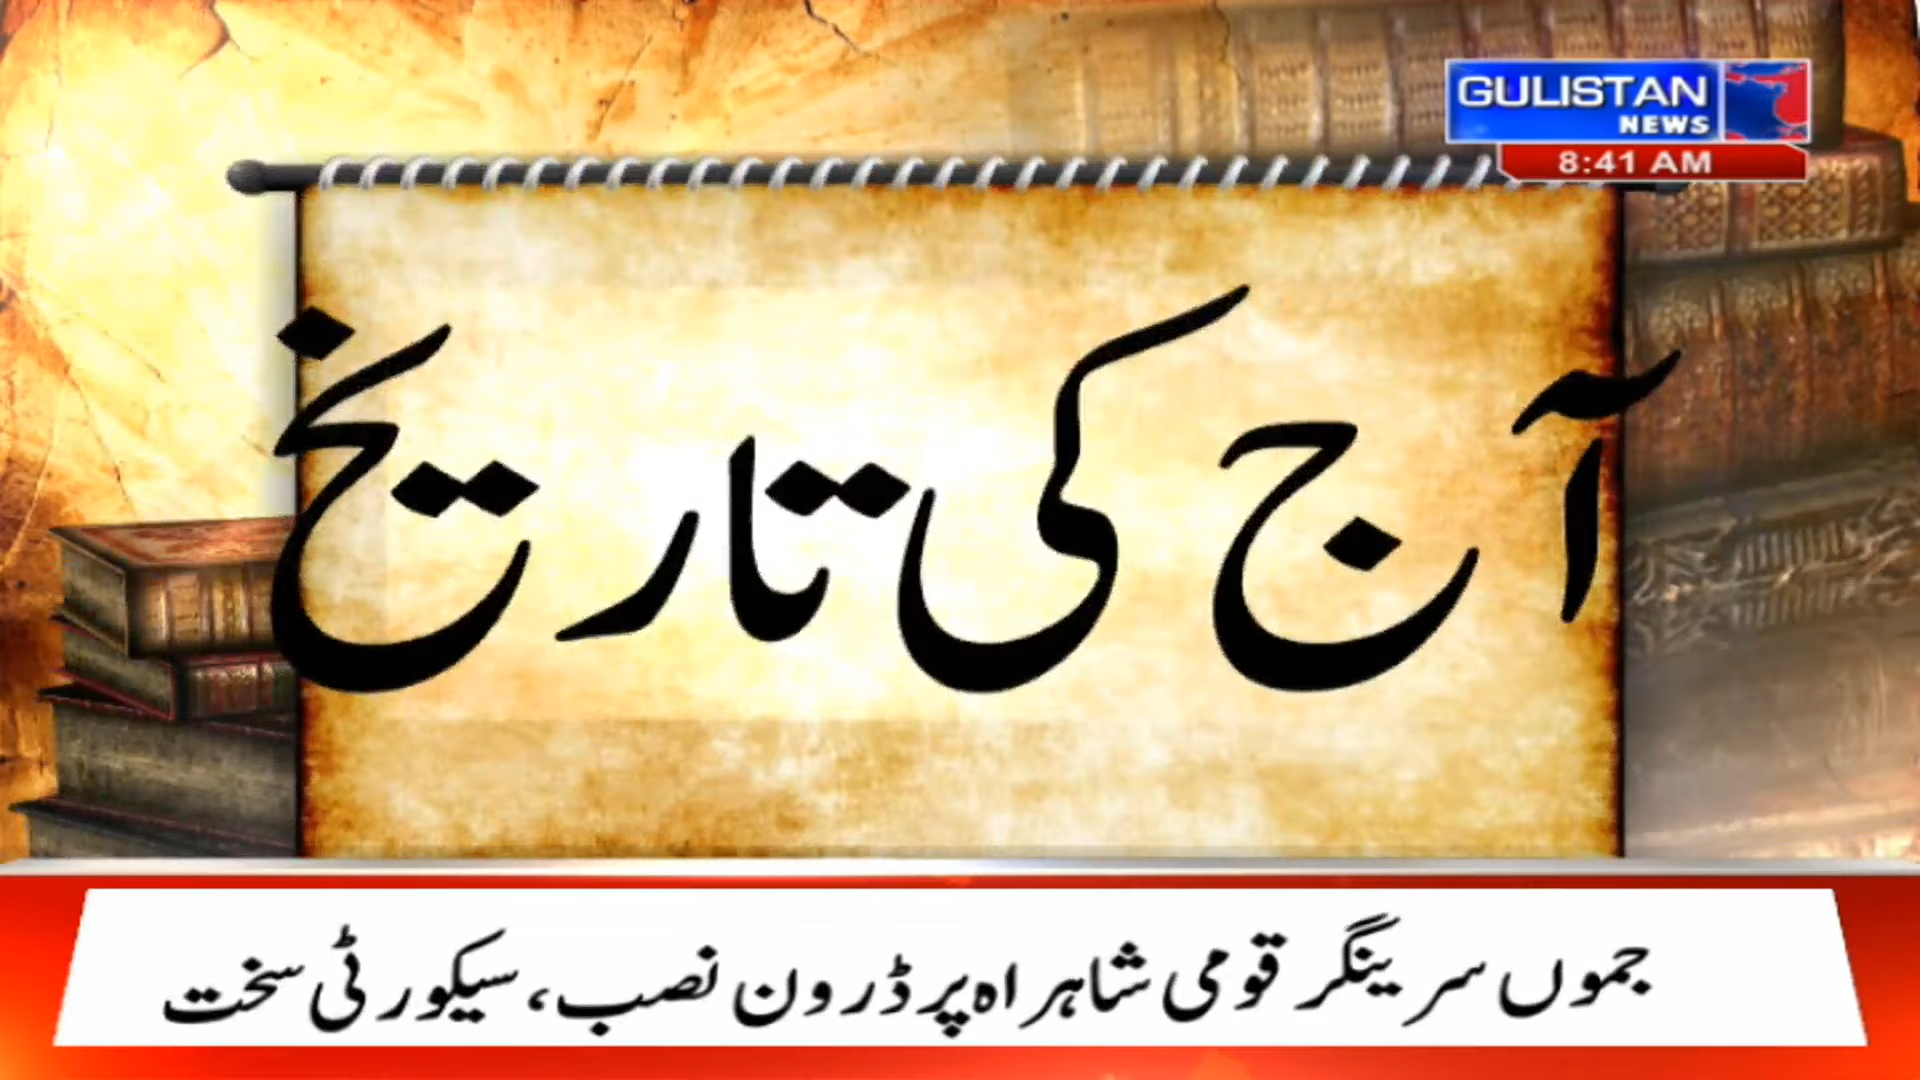 GULISTAN
NEWS
8:41 AM
آج کی تاریخ
جموں سرینگر قومی شاہراہ پر ڈرون نصب، سیکورٹی سخت